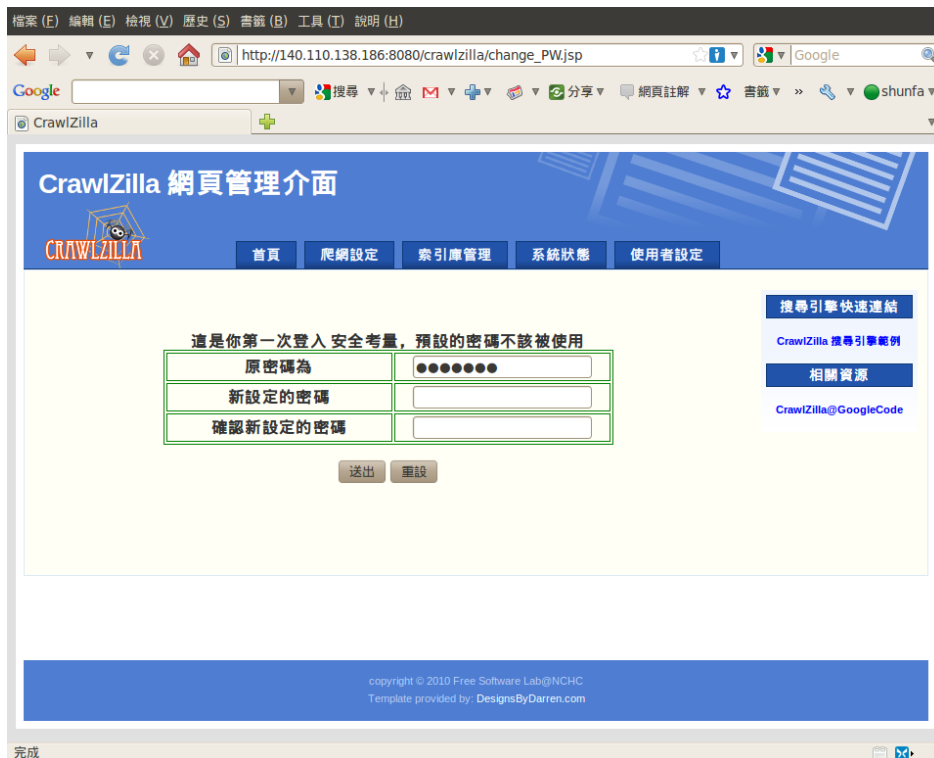 檔案 (F) 編輯 (E) 檢視 (V) 歷史 (S) 書籤 (B) 工具 (T) 說明 (H)
http://140.110.138.186:8080/crawlzilla/change_PW.jsp Google
Google 搜尋 分享 網頁註解 書籤 » shunfa
CrawlZilla
CrawlZilla 網頁管理介面
CRAWLZILLA
首頁 爬網設定 索引庫管理 系統狀態 使用者設定
搜尋引擎快速連結
CrawlZilla 搜尋引擎範例
相關資源
CrawlZilla@GoogleCode
這是你第一次登入 安全考量，預設的密碼不該被使用
原密碼為 ●●●●●●●
新設定的密碼
確認新設定的密碼
送出 重設
copyright © 2010 Free Software Lab@NCHC
Template provided by: DesignsByDarren.com
完成